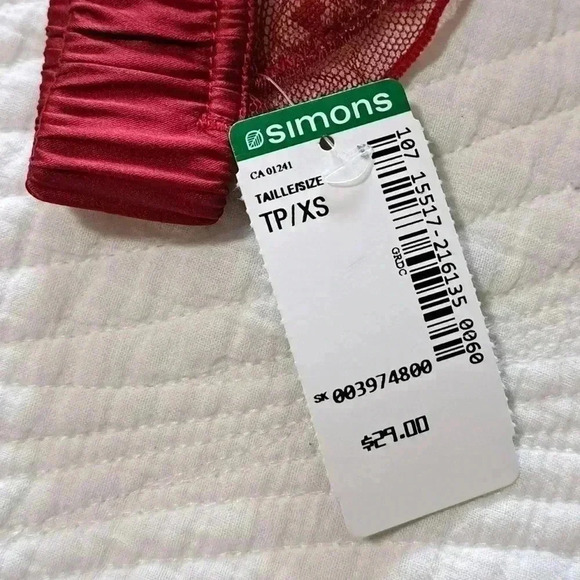 simons
CA 01241
TAILLE/SIZE
TP/XS
107 15517-216135 0060
GRDC
SK 003974800
$29.00